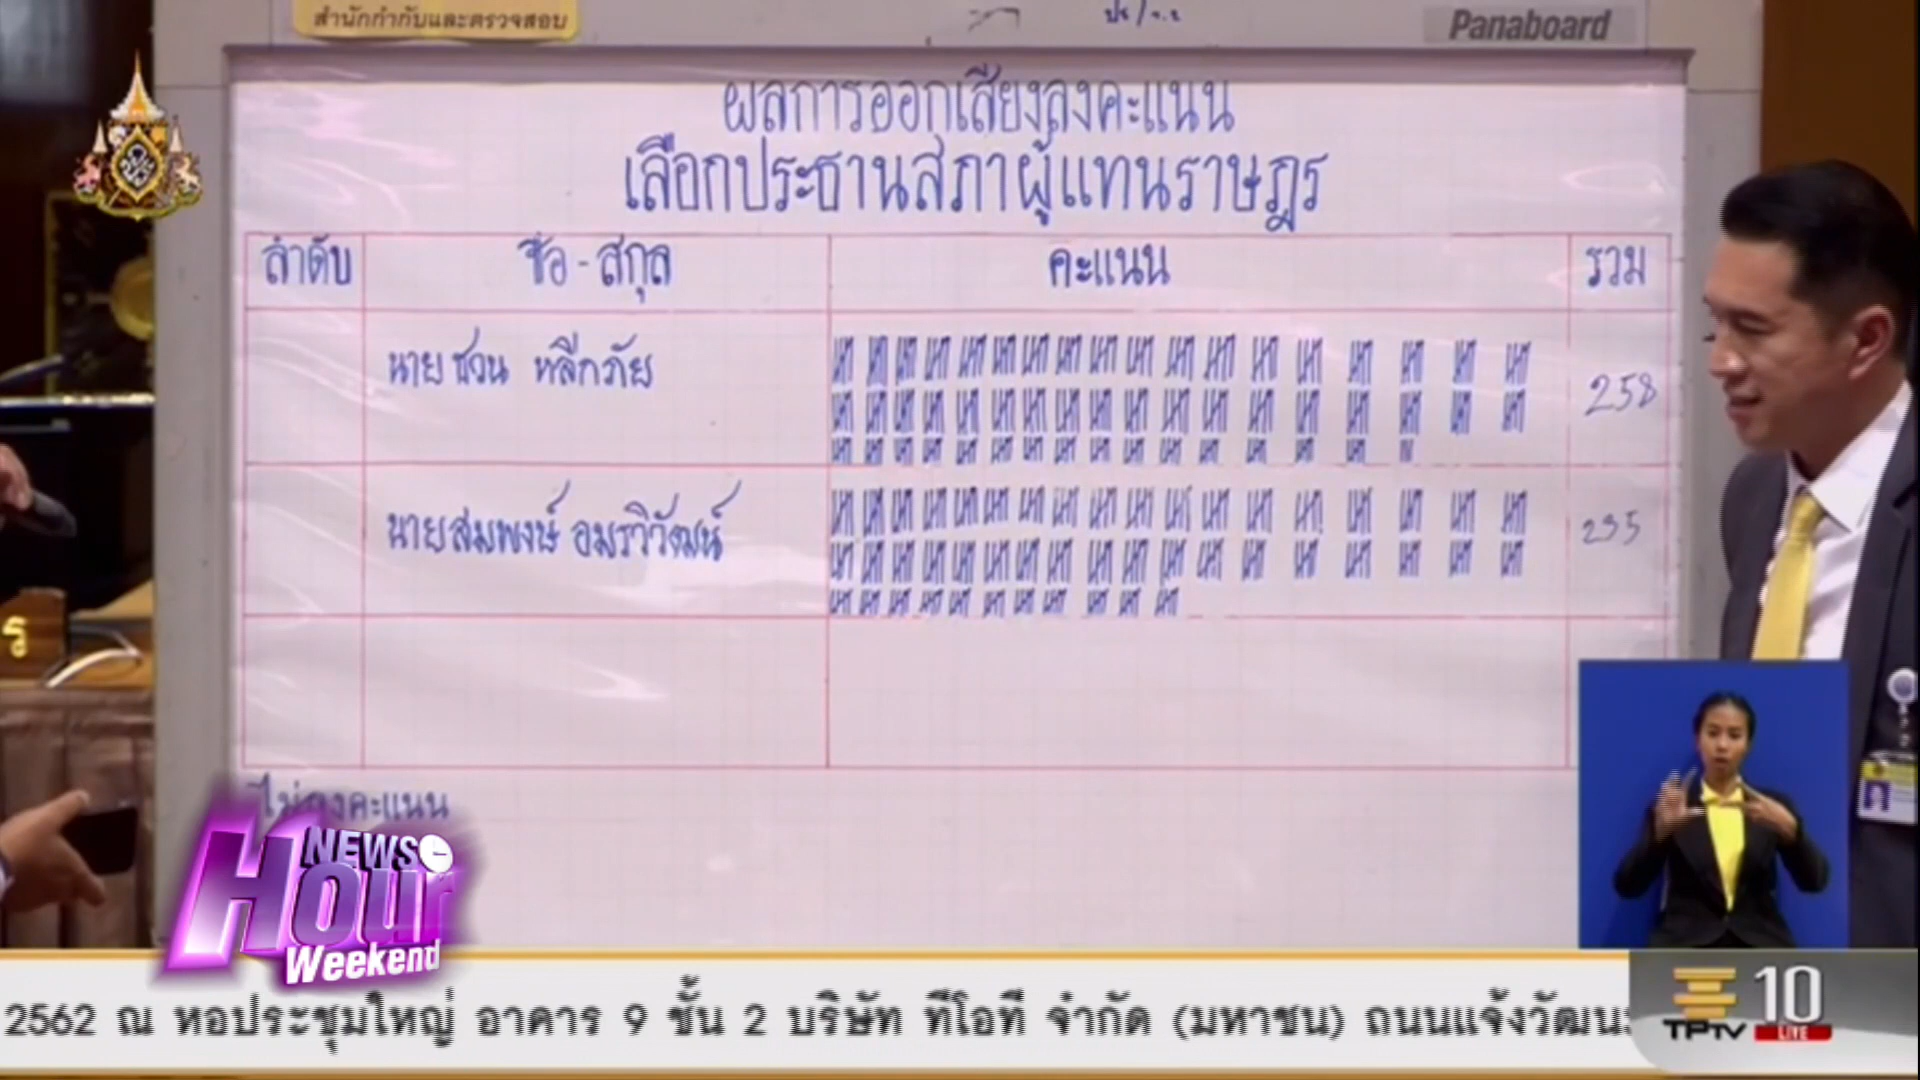 สำนักกำกับและตรวจสอบ
Panaboard
ผลการออกเสียงลงคะแนน
เลือกประธานสภาผู้แทนราษฎร
ลำดับ ชื่อ - สกุล คะแนน รวม
นายชวน หลีกภัย 258
นายสมพงษ์ อมรวิวัฒน์ 235
ไม่ลงคะแนน
NEWS
Hour
Weekend
ร
2562 ณ หอประชุมใหญ่ อาคาร 9 ชั้น 2 บริษัท ทีโอที จำกัด (มหาชน) ถนนแจ้งวัฒนะ
10
TPTV LIVE